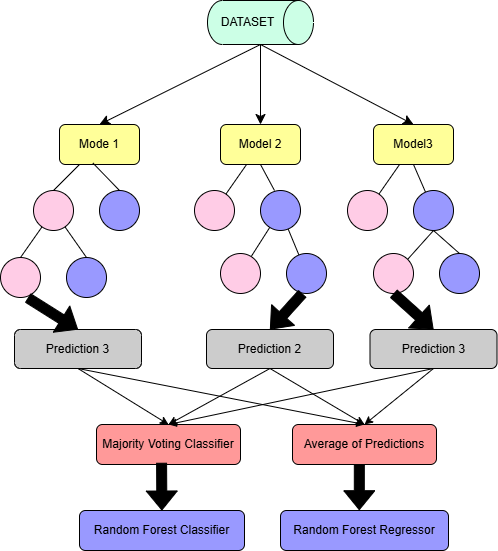 DATASET
Mode 1
Model 2
Model3
Prediction 3
Prediction 2
Prediction 3
Majority Voting Classifier
Average of Predictions
Random Forest Classifier
Random Forest Regressor